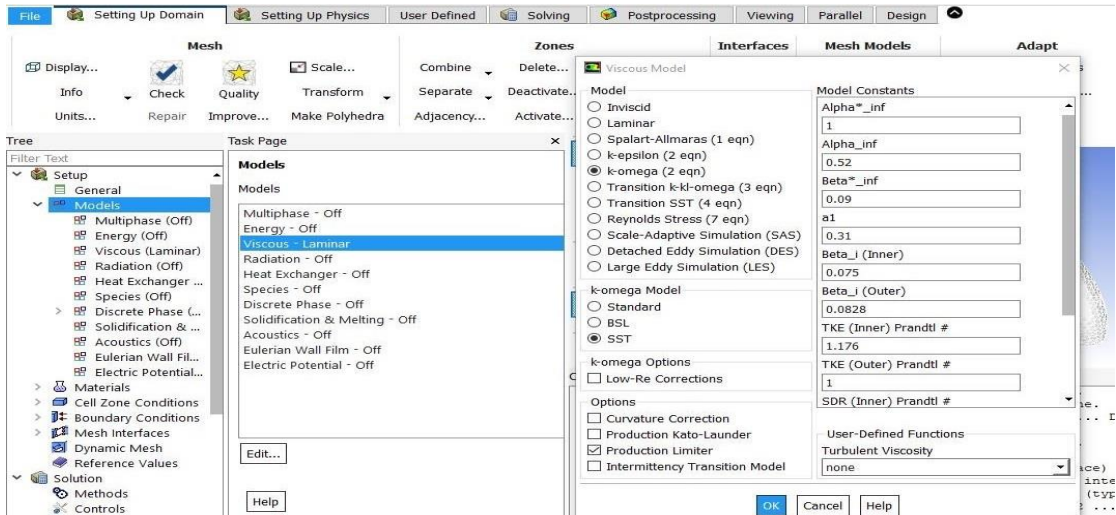 File
Setting Up Domain
Setting Up Physics
User Defined
Solving
Postprocessing
Viewing
Parallel
Design
Mesh
Zones
Interfaces
Mesh Models
Adapt
Display...
Info
Units...
Check
Repair
Quality
Improve...
Scale...
Transform
Make Polyhedra
Combine
Separate
Adjacency...
Delete...
Deactivate...
Activate...
Tree
Filter Text
Setup
General
Models
Multiphase (Off)
Energy (Off)
Viscous (Laminar)
Radiation (Off)
Heat Exchanger ...
Species (Off)
Discrete Phase (...
Solidification & ...
Acoustics (Off)
Eulerian Wall Fil...
Electric Potential...
Materials
Cell Zone Conditions
Boundary Conditions
Mesh Interfaces
Dynamic Mesh
Reference Values
Solution
Methods
Controls
Task Page
Models
Models
Multiphase - Off
Energy - Off
Viscous - Laminar
Radiation - Off
Heat Exchanger - Off
Species - Off
Discrete Phase - Off
Solidification & Melting - Off
Acoustics - Off
Eulerian Wall Film - Off
Electric Potential - Off
Edit...
Help
Viscous Model
Model
Inviscid
Laminar
Spalart-Allmaras (1 eqn)
k-epsilon (2 eqn)
k-omega (2 eqn)
Transition k-kl-omega (3 eqn)
Transition SST (4 eqn)
Reynolds Stress (7 eqn)
Scale-Adaptive Simulation (SAS)
Detached Eddy Simulation (DES)
Large Eddy Simulation (LES)
k-omega Model
Standard
BSL
SST
k-omega Options
Low-Re Corrections
Options
Curvature Correction
Production Kato-Launder
Production Limiter
Intermittency Transition Model
Model Constants
Alpha*_inf
1
Alpha_inf
0.52
Beta*_inf
0.09
a1
0.31
Beta_i (Inner)
0.075
Beta_i (Outer)
0.0828
TKE (Inner) Prandtl #
1.176
TKE (Outer) Prandtl #
1
SDR (Inner) Prandtl #
User-Defined Functions
Turbulent Viscosity
none
OK
Cancel
Help